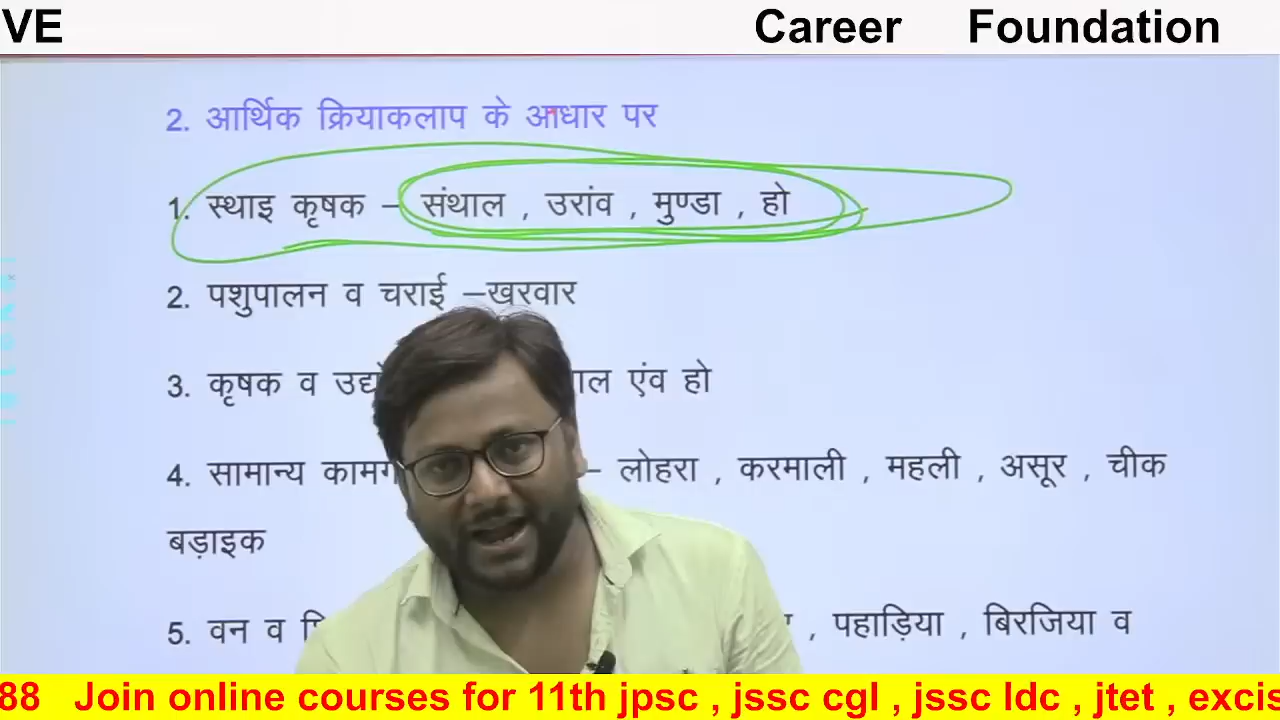 VE Career Foundation
2. आर्थिक क्रियाकलाप के आधार पर
1. स्थाइ कृषक – संथाल , उरांव , मुण्डा , हो
2. पशुपालन व चराई –खरवार
3. कृषक व एंव हो
4. सामान्य – लोहरा , करमाली , महली , असूर , चीक
बड़ाइक
5. वन व , पहाड़िया , बिरजिया व
88 Join online courses for 11th jpsc , jssc cgl , jssc ldc , jtet , excis